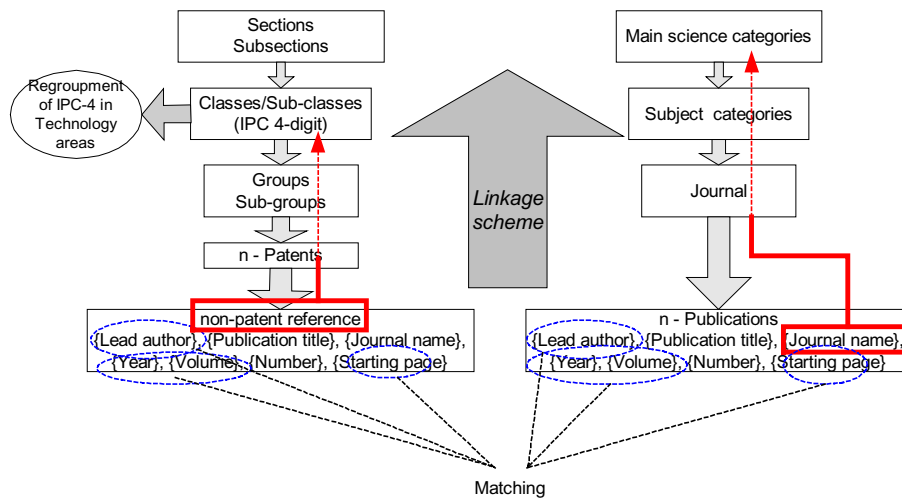 Sections
Subsections
Regroupment
of IPC-4 in
Technology
areas
Classes/Sub-classes
(IPC 4-digit)
Groups
Sub-groups
n - Patents
non-patent reference
{Lead author}, {Publication title}, {Journal name},
{Year}, {Volume}, {Number}, {Starting page}
Linkage
scheme
Main science categories
Subject categories
Journal
n - Publications
{Lead author}, {Publication title}, {Journal name},
{Year}, {Volume}, {Number}, {Starting page}
Matching